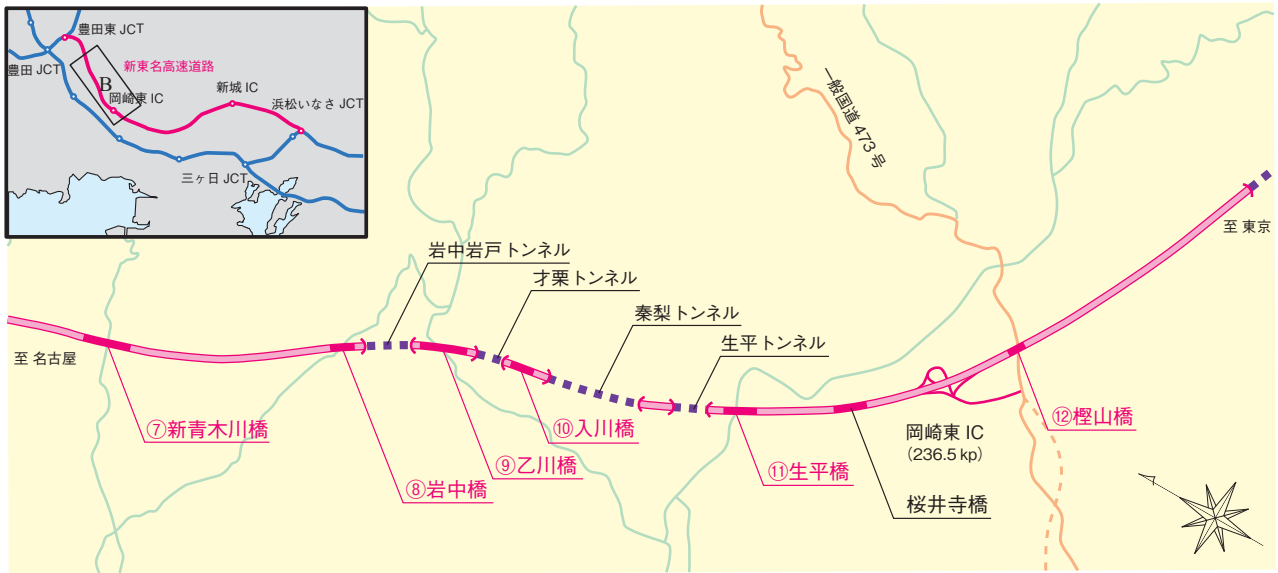 豊田東 JCT
豊田 JCT
新東名高速道路
B
岡崎東 IC
新城 IC
浜松いなさ JCT
三ヶ日 JCT
一般国道 473 号
至 東京
岩中岩戸トンネル
才栗トンネル
秦梨トンネル
生平トンネル
至 名古屋
⑦新青木川橋
⑧岩中橋
⑨乙川橋
⑩入川橋
⑪生平橋
岡崎東 IC
(236.5 kp)
桜井寺橋
⑫樫山橋